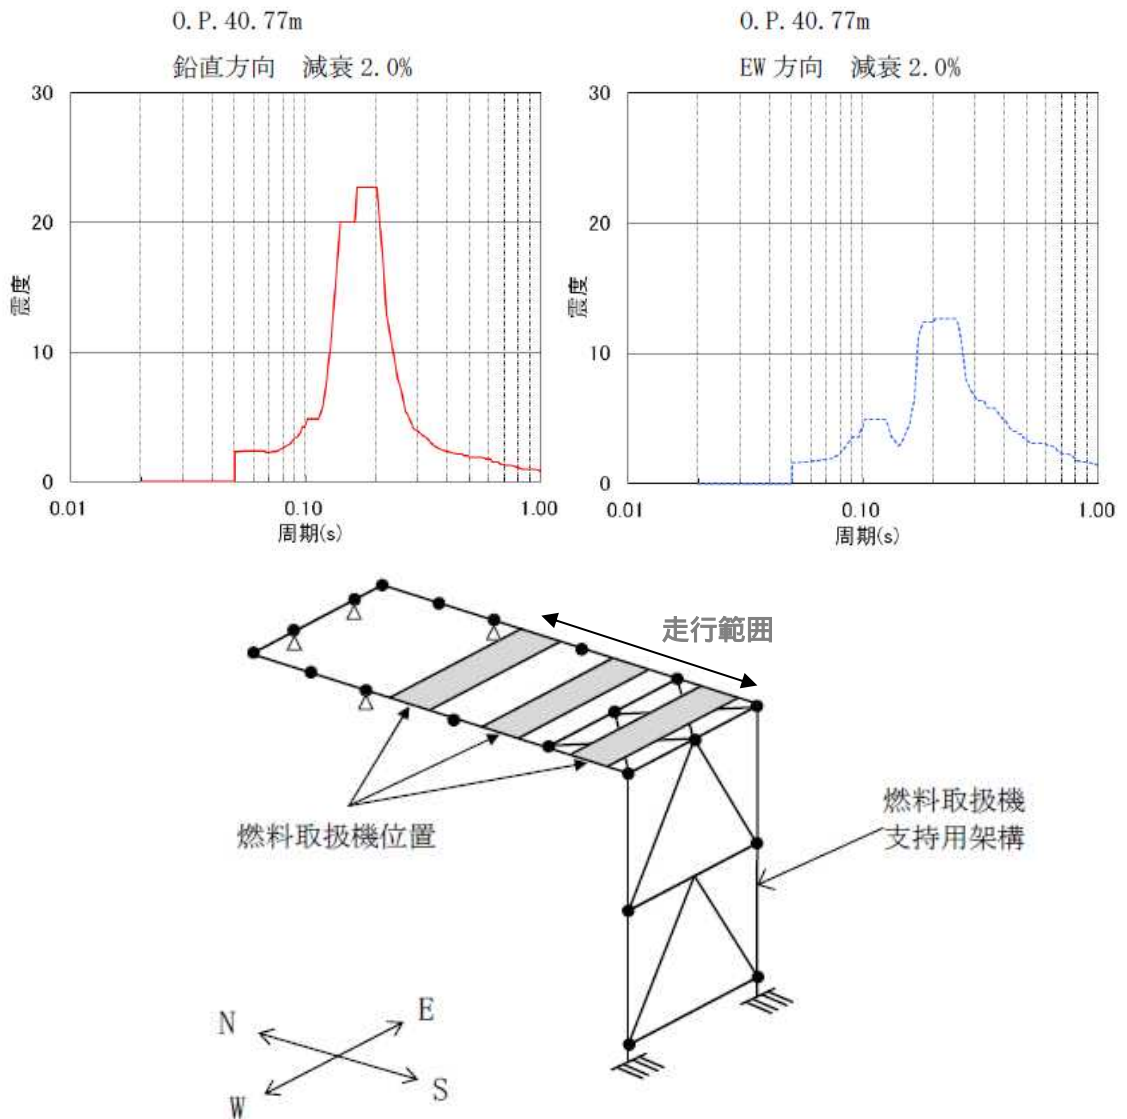 O.P.40.77m
鉛直方向 減衰2.0%
30
20
10
0
震度
0.01
0.10
1.00
周期(s)
O.P.40.77m
EW方向 減衰2.0%
30
20
10
0
震度
0.01
0.10
1.00
周期(s)
走行範囲
燃料取扱機位置
燃料取扱機
支持用架構
N
E
W
S